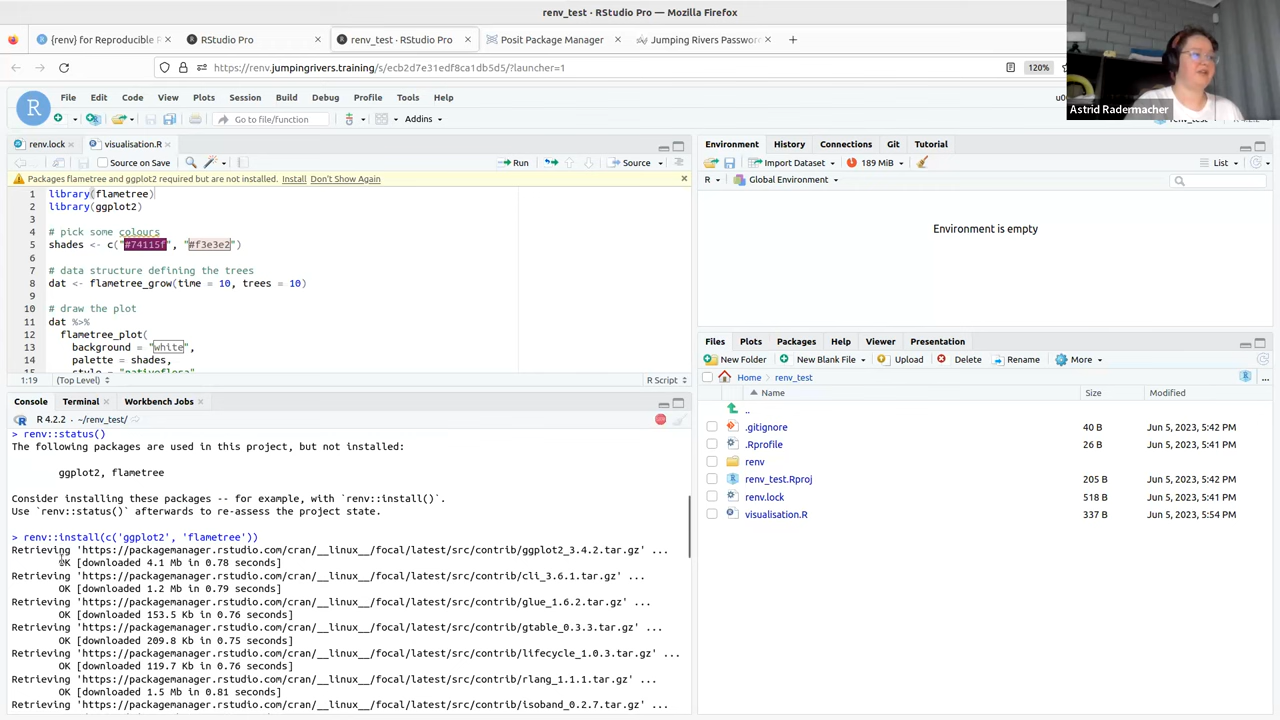 renv_test · RStudio Pro — Mozilla Firefox
{renv} for Reproducible R
RStudio Pro
renv_test · RStudio Pro
Posit Package Manager
Jumping Rivers Password
https://renv.jumpingrivers.training/s/ecb2d7e31edf8ca1db5d5/?launcher=1
120%
Astrid Radermacher
R
File Edit Code View Plots Session Build Debug Profile Tools Help
Go to file/function
Addins
renv_test
R 4.2.2
renv.lock
visualisation.R
Source on Save
Run
Source
Packages flametree and ggplot2 required but are not installed. Install Don't Show Again
1 library(flametree)
2 library(ggplot2)
3
4 # pick some colours
5 shades <- c("#74115f", "#f3e3e2")
6
7 # data structure defining the trees
8 dat <- flametree_grow(time = 10, trees = 10)
9
10 # draw the plot
11 dat %>%
12 flametree_plot(
13 background = "white",
14 palette = shades,
15 style = "nativeflora"
1:19 (Top Level) R Script
Console Terminal Workbench Jobs
R 4.2.2 · ~/renv_test/
> renv::status()
The following packages are used in this project, but not installed:
ggplot2, flametree
Consider installing these packages -- for example, with `renv::install()`.
Use `renv::status()` afterwards to re-assess the project state.
> renv::install(c('ggplot2', 'flametree'))
Retrieving 'https://packagemanager.rstudio.com/cran/__linux__/focal/latest/src/contrib/ggplot2_3.4.2.tar.gz' ...
OK [downloaded 4.1 Mb in 0.78 seconds]
Retrieving 'https://packagemanager.rstudio.com/cran/__linux__/focal/latest/src/contrib/cli_3.6.1.tar.gz' ...
OK [downloaded 1.2 Mb in 0.79 seconds]
Retrieving 'https://packagemanager.rstudio.com/cran/__linux__/focal/latest/src/contrib/glue_1.6.2.tar.gz' ...
OK [downloaded 153.5 Kb in 0.76 seconds]
Retrieving 'https://packagemanager.rstudio.com/cran/__linux__/focal/latest/src/contrib/gtable_0.3.3.tar.gz' ...
OK [downloaded 209.8 Kb in 0.75 seconds]
Retrieving 'https://packagemanager.rstudio.com/cran/__linux__/focal/latest/src/contrib/lifecycle_1.0.3.tar.gz' ...
OK [downloaded 119.7 Kb in 0.76 seconds]
Retrieving 'https://packagemanager.rstudio.com/cran/__linux__/focal/latest/src/contrib/rlang_1.1.1.tar.gz' ...
OK [downloaded 1.5 Mb in 0.81 seconds]
Retrieving 'https://packagemanager.rstudio.com/cran/__linux__/focal/latest/src/contrib/isoband_0.2.7.tar.gz' ...
Environment History Connections Git Tutorial
Import Dataset 189 MiB List
R Global Environment
Environment is empty
Files Plots Packages Help Viewer Presentation
New Folder New Blank File Upload Delete Rename More
Home renv_test
Name Size Modified
..
.gitignore 40 B Jun 5, 2023, 5:42 PM
.Rprofile 26 B Jun 5, 2023, 5:41 PM
renv
renv_test.Rproj 205 B Jun 5, 2023, 5:42 PM
renv.lock 518 B Jun 5, 2023, 5:41 PM
visualisation.R 337 B Jun 5, 2023, 5:54 PM